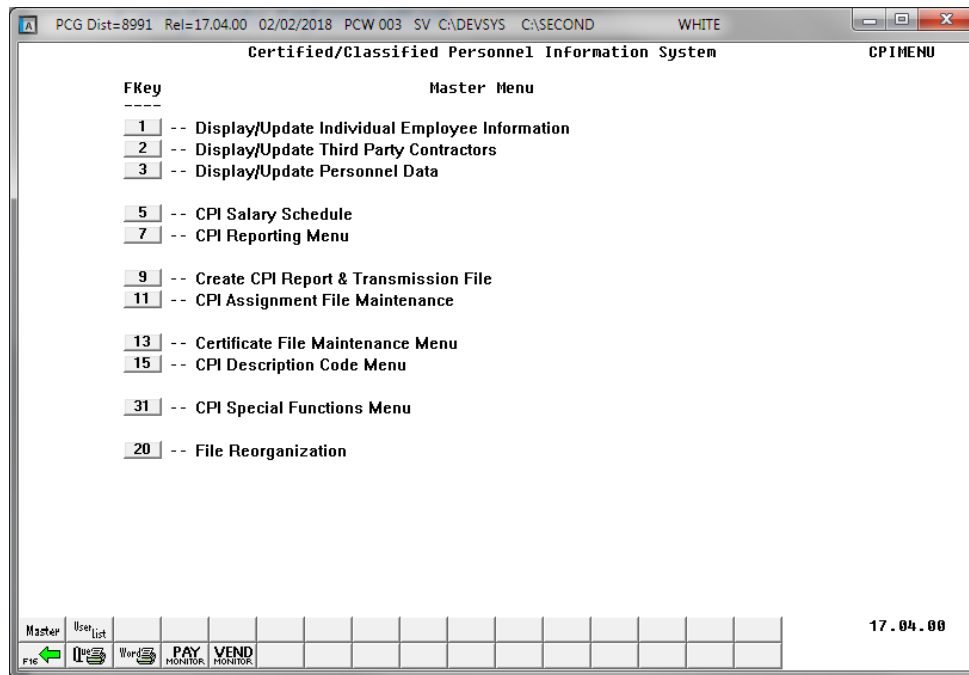 A PCG Dist=8991 Rel=17.04.00 02/02/2018 PCW 003 SV C:\DEVSYS C:\SECOND WHITE
Certified/Classified Personnel Information System CPIMENU
FKey Master Menu
----
1 -- Display/Update Individual Employee Information
2 -- Display/Update Third Party Contractors
3 -- Display/Update Personnel Data
5 -- CPI Salary Schedule
7 -- CPI Reporting Menu
9 -- Create CPI Report & Transmission File
11 -- CPI Assignment File Maintenance
13 -- Certificate File Maintenance Menu
15 -- CPI Description Code Menu
31 -- CPI Special Functions Menu
20 -- File Reorganization
Master User List 17.04.00
F16 Que Word PAY MONITOR VEND MONITOR